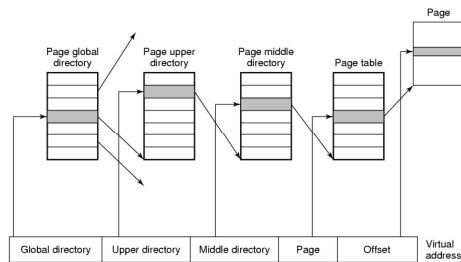 Page
Page global
directory
Page upper
directory
Page middle
directory
Page table
Global directory
Upper directory
Middle directory
Page
Offset
Virtual
address